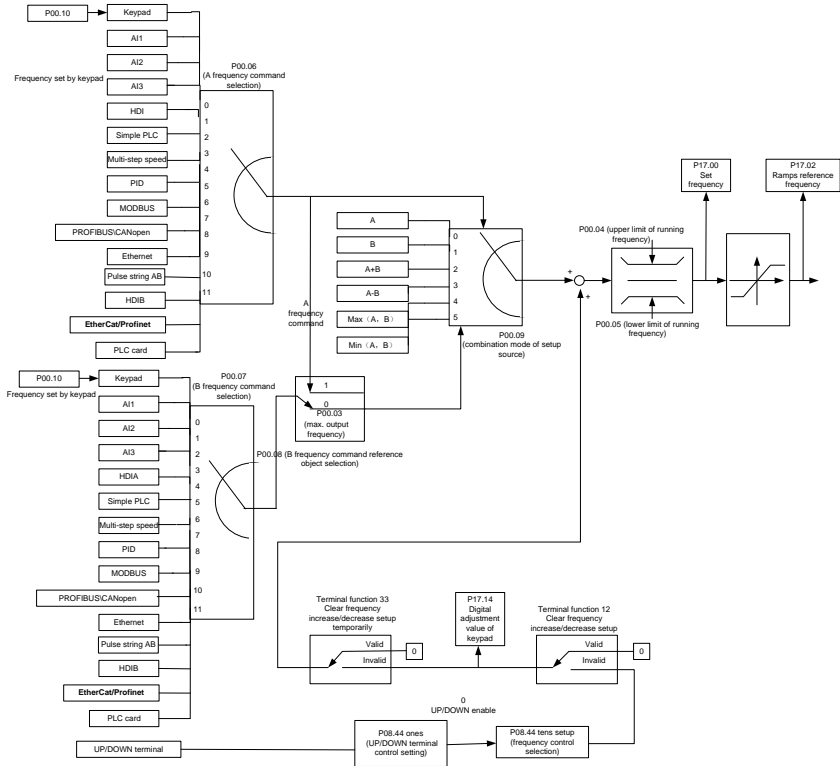 P00.10
Keypad
AI1
AI2
Frequency set by keypad
AI3
HDI
Simple PLC
Multi-step speed
PID
MODBUS
PROFIBUS\CANopen
Ethernet
Pulse string AB
HDIB
EtherCat/Profinet
PLC card
P00.06
(A frequency command
selection)
0
1
2
3
4
5
6
7
8
9
10
11
A
frequency
command
A
B
A+B
A-B
Max（A，B）
Min（A，B）
0
1
2
3
4
5
P00.09
(combination mode of setup
source)
+
+
P00.04 (upper limit of running
frequency)
P00.05 (lower limit of running
frequency)
P17.00
Set
frequency
P17.02
Ramps reference
frequency
P00.10
Frequency set by keypad
Keypad
AI1
AI2
AI3
HDIA
Simple PLC
Multi-step speed
PID
MODBUS
PROFIBUS\CANopen
Ethernet
Pulse string AB
HDIB
EtherCat/Profinet
PLC card
P00.07
(B frequency command
selection)
0
1
2
3
4
5
6
7
8
9
10
11
1
0
P00.03
(max. output
frequency)
P00.08 (B frequency command reference
object selection)
Terminal function 33
Clear frequency
increase/decrease setup
temporarily
Valid
Invalid
0
P17.14
Digital
adjustment
value of
keypad
Terminal function 12
Clear frequency
increase/decrease setup
Valid
Invalid
0
0
UP/DOWN enable
UP/DOWN terminal
P08.44 ones
(UP/DOWN terminal
control setting)
P08.44 tens setup
(frequency control
selection)